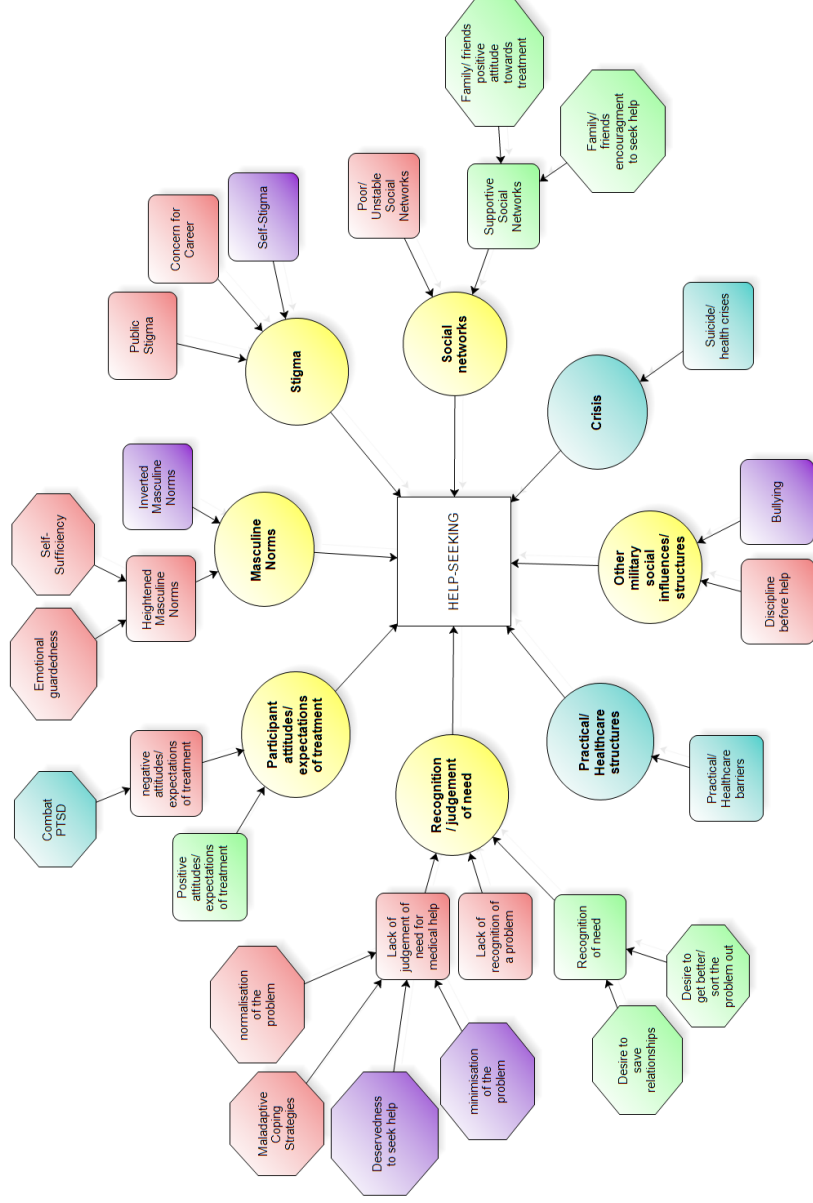 Combat
PTSD
Emotional
guardedness
Self-
Sufficiency
negative attitudes/
expectations
of treatment
Heightened
Masculine
Norms
Inverted
Masculine
Norms
Positive
attitudes/
expectations
of treatment
Public
Stigma
Concern for
Career
Self-Stigma
normalisation
of the
problem
Maladaptive
Coping
Strategies
Deservedness
to seek help
minimisation
of the
problem
Lack of
judgement of
need for
medical help
Lack of
recognition of
a problem
Recognition
of need
Desire to
save
relationships
Desire to
get better/
sort the
problem out
Participant
attitudes/
expectations
of treatment
Masculine
Norms
Stigma
Recognition
/ judgement
of need
HELP-SEEKING
Social
networks
Poor/
Unstable
Social
Networks
Supportive
Social
Networks
Family/ friends
positive
attitude
towards
treatment
Family/
friends
encouragment
to seek help
Practical/
Healthcare
structures
Other
military
social
influences/
structures
Crisis
Practical/
Healthcare
barriers
Discipline
before help
Bullying
Suicide/
health crises